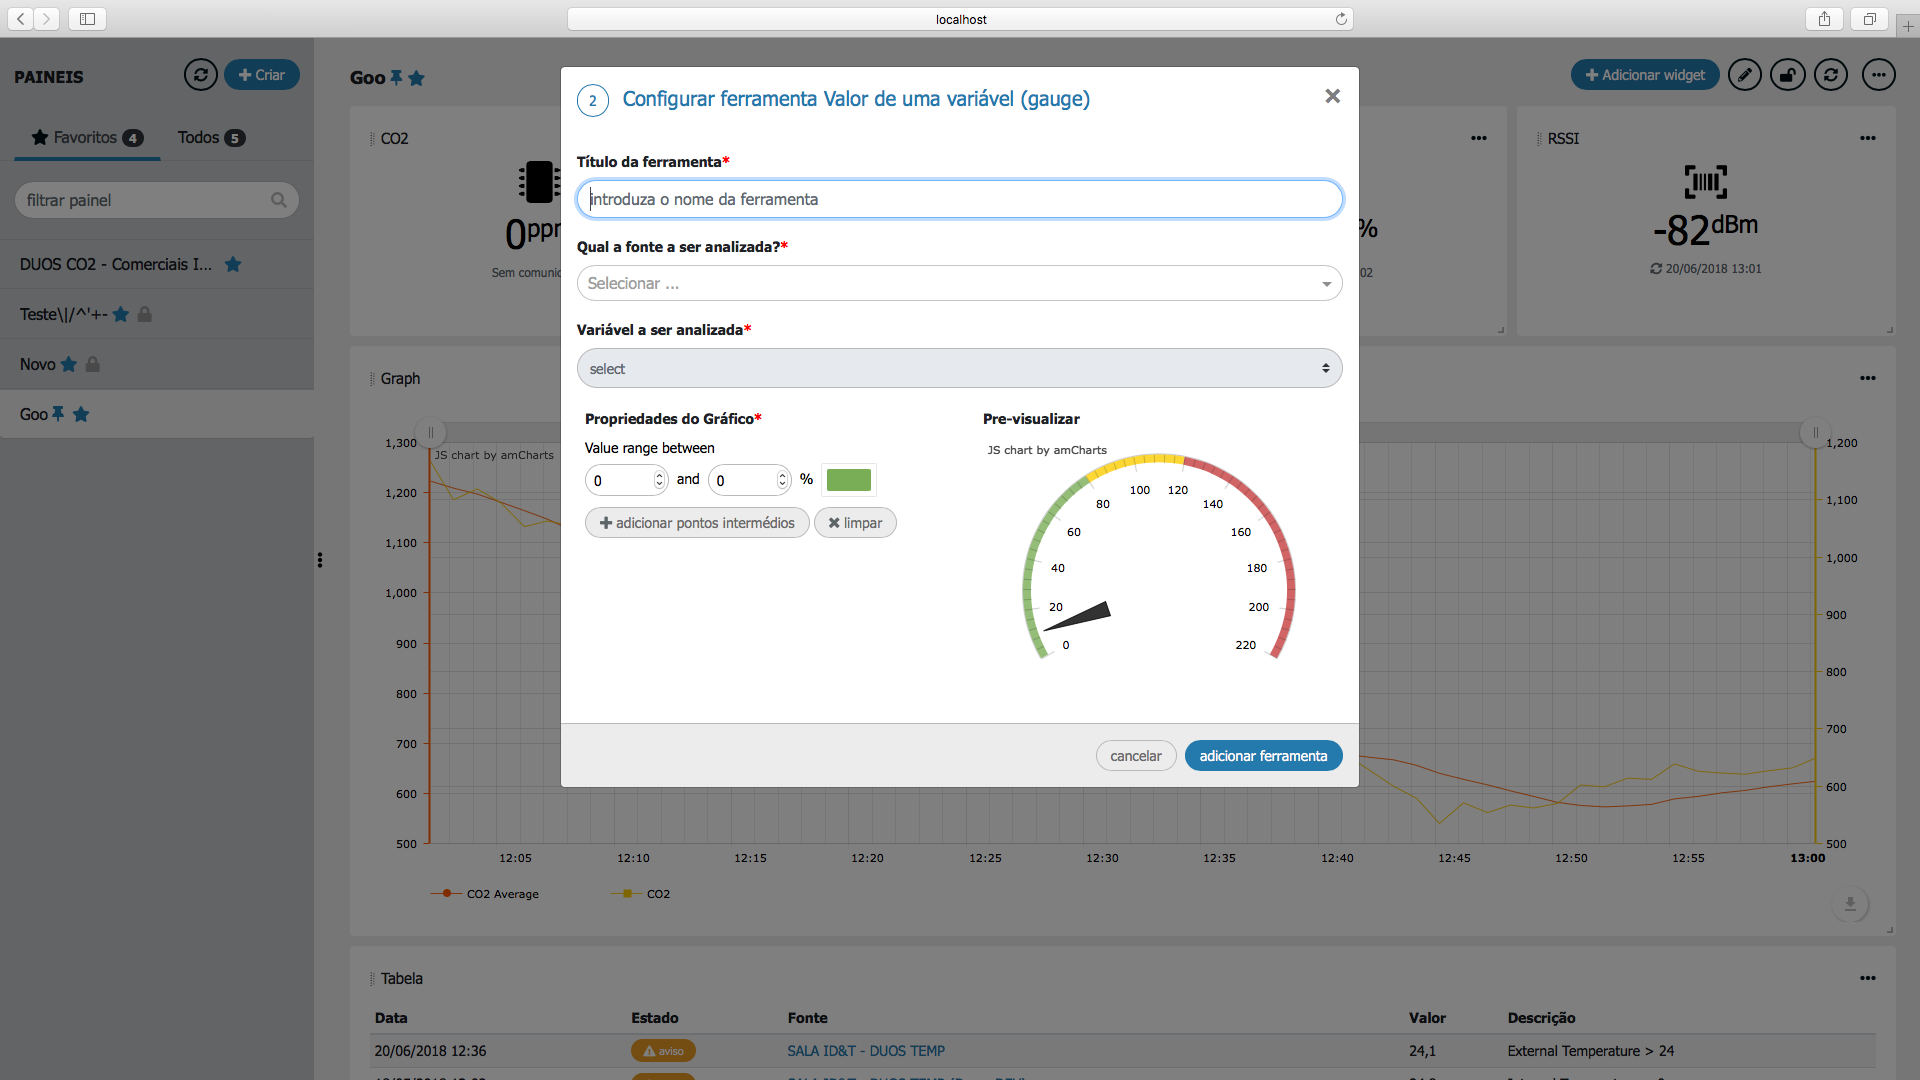 localhost
PAINEIS
Criar
Favoritos 4
Todos 5
filtrar painel
DUOS CO2 - Comerciais I...
Teste\|/^'+-
Novo
Goo
Goo
Adicionar widget
CO2
0
Sem comunic
%
02
RSSI
-82dBm
20/06/2018 13:01
2
Configurar ferramenta Valor de uma variável (gauge)
Título da ferramenta*
introduza o nome da ferramenta
Qual a fonte a ser analizada?*
Selecionar ...
Variável a ser analizada*
select
Propriedades do Gráfico*
Value range between
0 and 0 %
adicionar pontos intermédios
limpar
Pre-visualizar
JS chart by amCharts
0
20
40
60
80
100
120
140
160
180
200
220
cancelar
adicionar ferramenta
Graph
JS chart by amCharts
1,300
1,200
1,100
1,000
900
800
700
600
500
1,200
1,100
1,000
900
800
700
600
500
12:05 12:10 12:15 12:20 12:25 12:30 12:35 12:40 12:45 12:50 12:55 13:00
CO2 Average
CO2
Tabela
Data Estado Fonte Valor Descrição
20/06/2018 12:36 aviso SALA ID&T - DUOS TEMP 24,1 External Temperature > 24